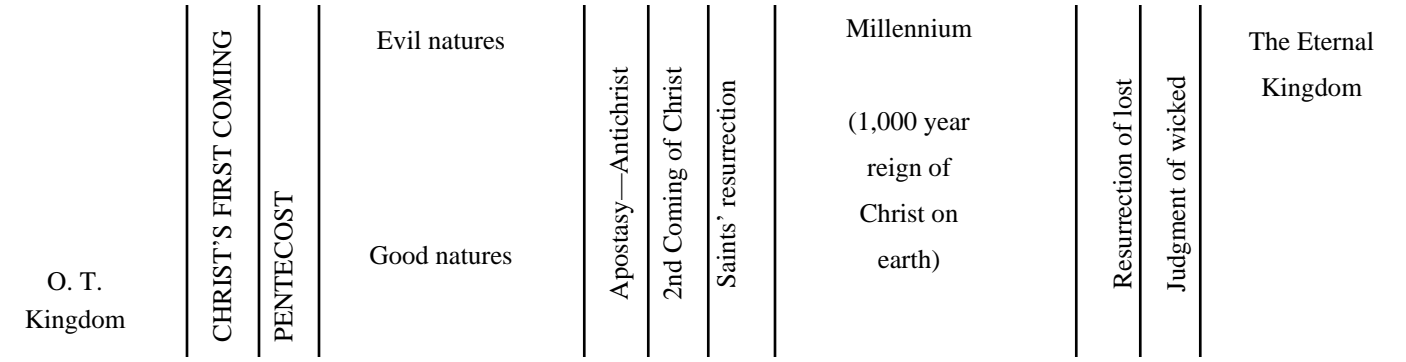 O. T.
Kingdom
CHRIST'S FIRST COMING
PENTECOST
Evil natures
Good natures
Apostasy—Antichrist
2nd Coming of Christ
Saints' resurrection
Millennium
(1,000 year
reign of
Christ on
earth)
Resurrection of lost
Judgment of wicked
The Eternal
Kingdom